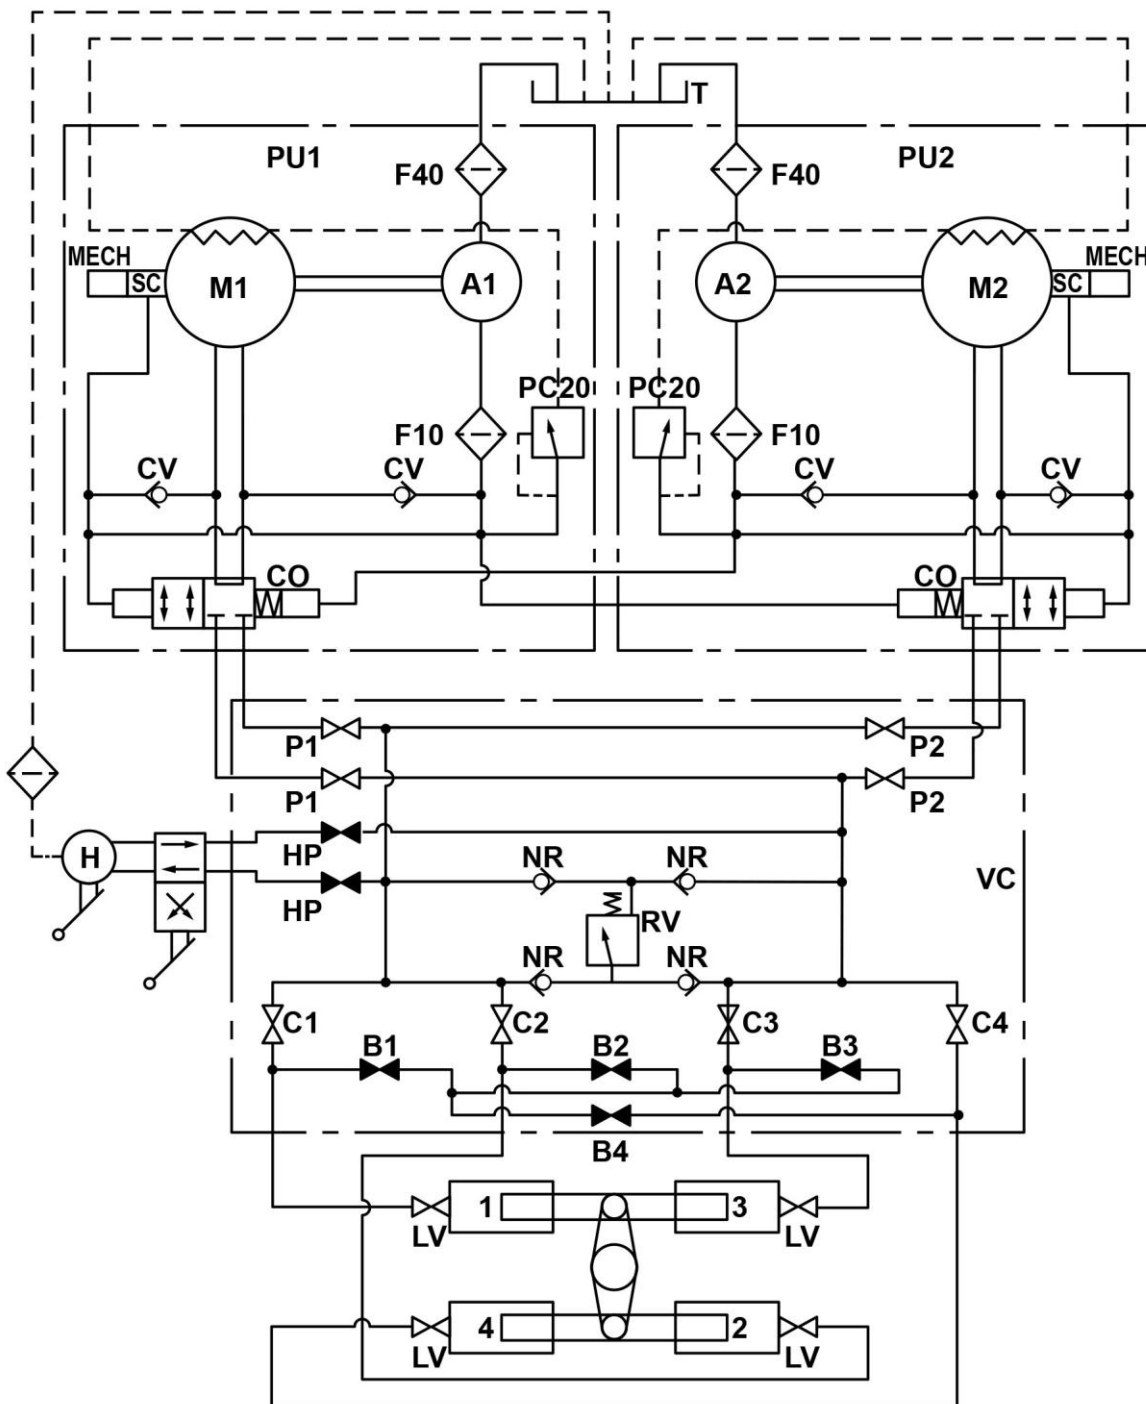 T
PU1
PU2
F40
F40
MECH
SC
M1
A1
A2
M2
SC
MECH
PC20
PC20
F10
F10
CV
CV
CV
CV
CO
CO
P1
P2
P1
P2
HP
H
NR
NR
VC
HP
RV
NR
NR
C1
C2
C3
C4
B1
B2
B3
B4
1
3
LV
LV
4
2
LV
LV